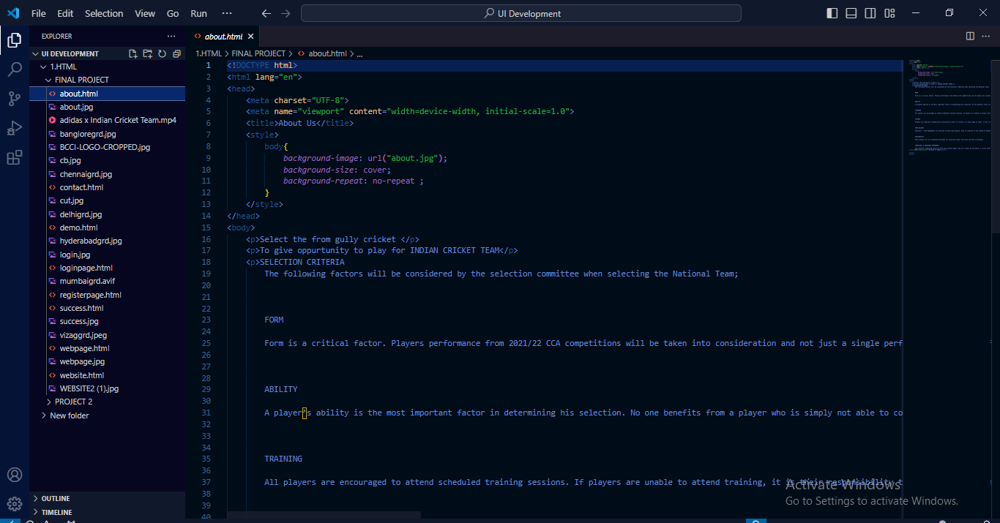 File Edit Selection View Go Run ··· UI Development
EXPLORER ···
UI DEVELOPMENT
1.HTML
FINAL PROJECT
about.html
about.jpg
adidas x Indian Cricket Team.mp4
bangloregrd.jpg
BCCI-LOGO-CROPPED.jpg
cb.jpg
chennaigrd.jpg
contact.html
cut.jpg
delhigrd.jpg
demo.html
hyderabadgrd.jpg
login.jpg
loginpage.html
mumbaigrd.avif
registerpage.html
success.html
success.jpg
vizaggrd.jpeg
webpage.html
webpage.jpg
website.html
WEBSITE2 (1).jpg
PROJECT 2
New folder
OUTLINE
TIMELINE
about.html
1.HTML > FINAL PROJECT > about.html > ...
1 <!DOCTYPE html>
2 <html lang="en">
3 <head>
4 <meta charset="UTF-8">
5 <meta name="viewport" content="width=device-width, initial-scale=1.0">
6 <title>About Us</title>
7 <style>
8 body{
9 background-image: url("about.jpg");
10 background-size: cover;
11 background-repeat: no-repeat ;
12 }
13 </style>
14 </head>
15 <body>
16 <p>Select the from gully cricket </p>
17 <p>To give oppurtunity to play for INDIAN CRICKET TEAM</p>
18 <p>SELECTION CRITERIA
19 The following factors will be considered by the selection committee when selecting the National Team;
20
21
22
23 FORM
24
25 Form is a critical factor. Players performance from 2021/22 CCA competitions will be taken into consideration and not just a single perf
26
27
28
29 ABILITY
30
31 A player’s ability is the most important factor in determining his selection. No one benefits from a player who is simply not able to co
32
33
34
35 TRAINING
36
37 All players are encouraged to attend scheduled training sessions. If players are unable to attend training, it is their responsibility t
38
39
40
Activate Windows
Go to Settings to activate Windows.